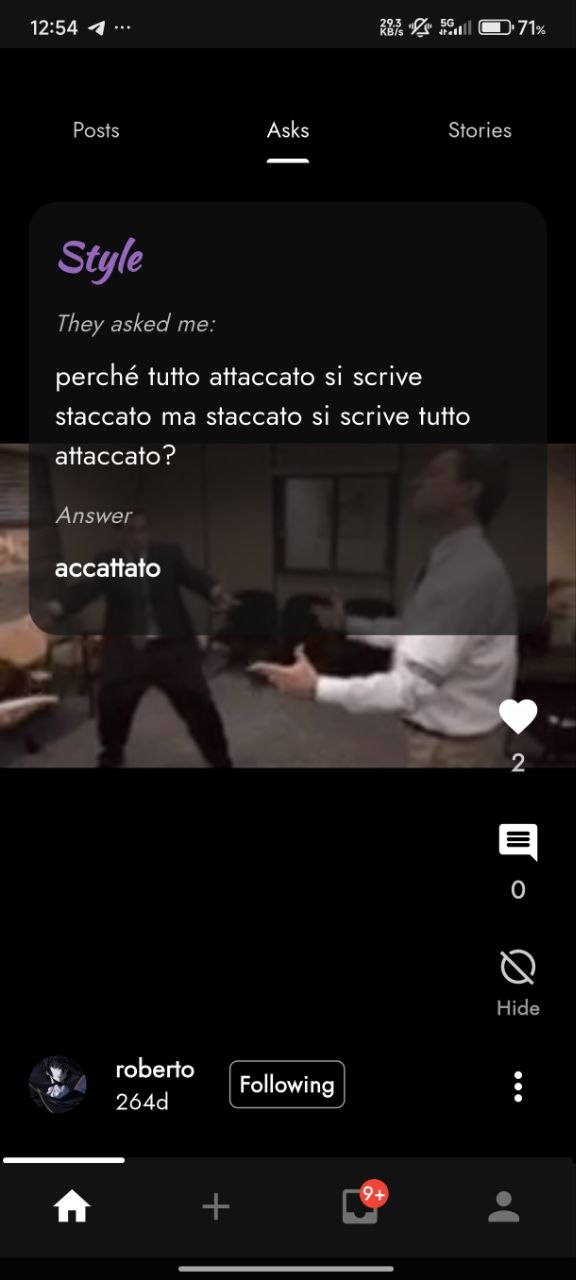 12:54 ··· 29.3 KB/s 5G 71%
Posts Asks Stories
Style
They asked me:
perché tutto attaccato si scrive
staccato ma staccato si scrive tutto
attaccato?
Answer
accattato
2
0
Hide
roberto
264d
Following
9+